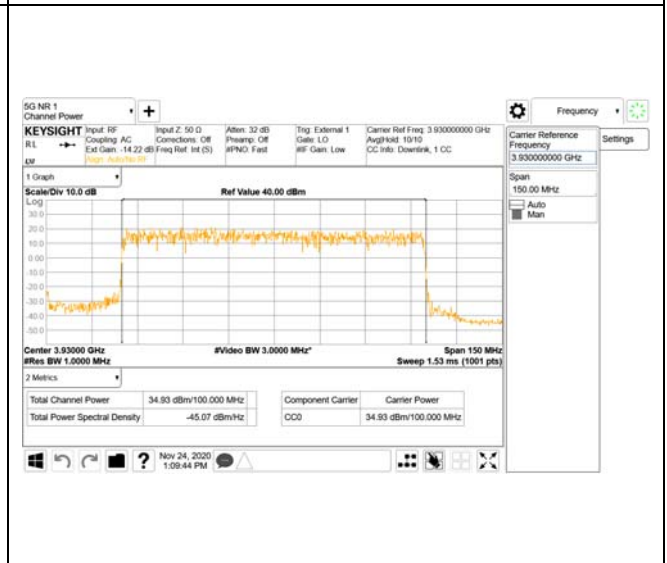 5G NR 1
Channel Power
+
Frequency
KEYSIGHT Input: RF Input Z: 50 Ω Atten: 32 dB Trig: External 1 Carrier Ref Freq: 3.930000000 GHz
RL Coupling: AC Corrections: Off Preamp: Off Gate: LO Avg|Hold: 10/10
Ext Gain: -14.22 dB Freq Ref: Int (S) #PNO: Fast #IF Gain: Low CC Info: Downlink, 1 CC
Align: Auto/No RF
Carrier Reference
Frequency
3.930000000 GHz
Settings
Span
150.00 MHz
Auto
Man
1 Graph
Scale/Div 10.0 dB Ref Value 40.00 dBm
Log
30.0
20.0
10.0
0.00
-10.0
-20.0
-30.0
-40.0
-50.0
Center 3.93000 GHz #Video BW 3.0000 MHz* Span 150 MHz
#Res BW 1.0000 MHz Sweep 1.53 ms (1001 pts)
2 Metrics
Total Channel Power 34.93 dBm/100.000 MHz Component Carrier Carrier Power
Total Power Spectral Density -45.07 dBm/Hz CC0 34.93 dBm/100.000 MHz
? Nov 24, 2020
1:09:44 PM